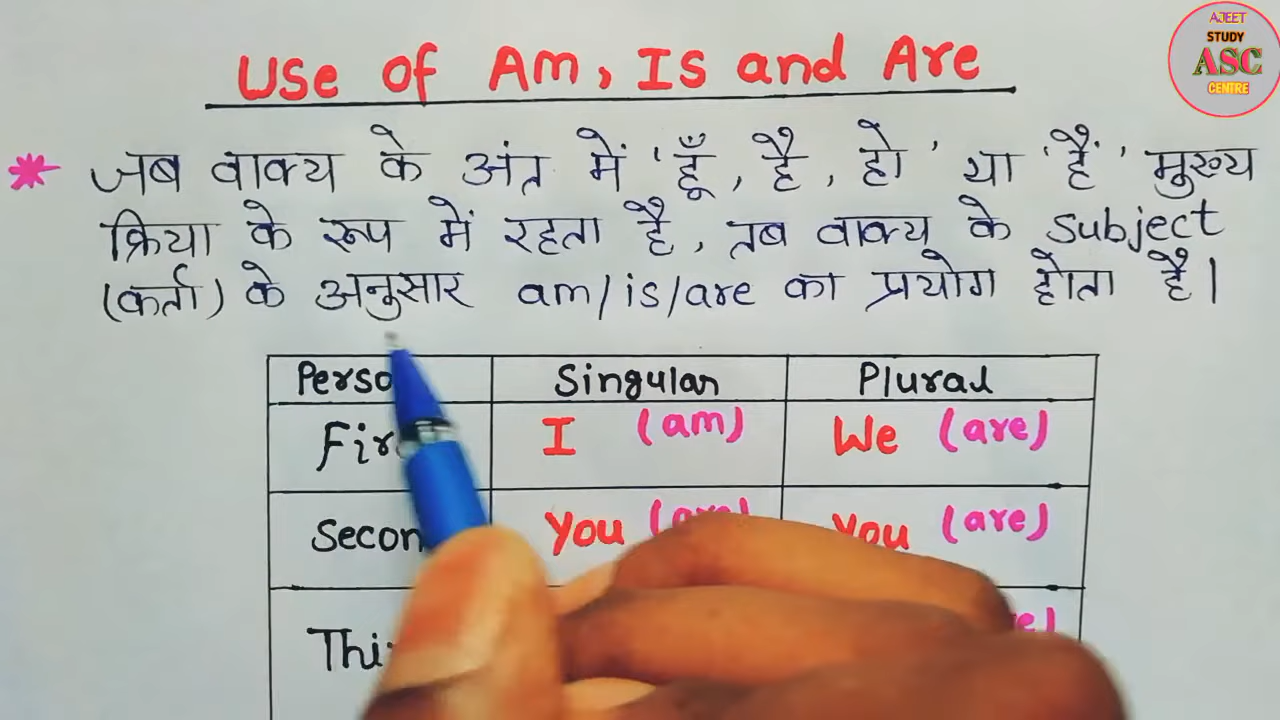 AJEET
STUDY
ASC
CENTRE
Use of Am, Is and Are
जब वाक्य के अंत में 'हूँ, है, हो' या 'हैं' मुख्य
क्रिया के रूप में रहता है, तब वाक्य के Subject
(कर्ता) के अनुसार am/is/are का प्रयोग होता है।
Singular Plural
I (am) We (are)
You You (are)